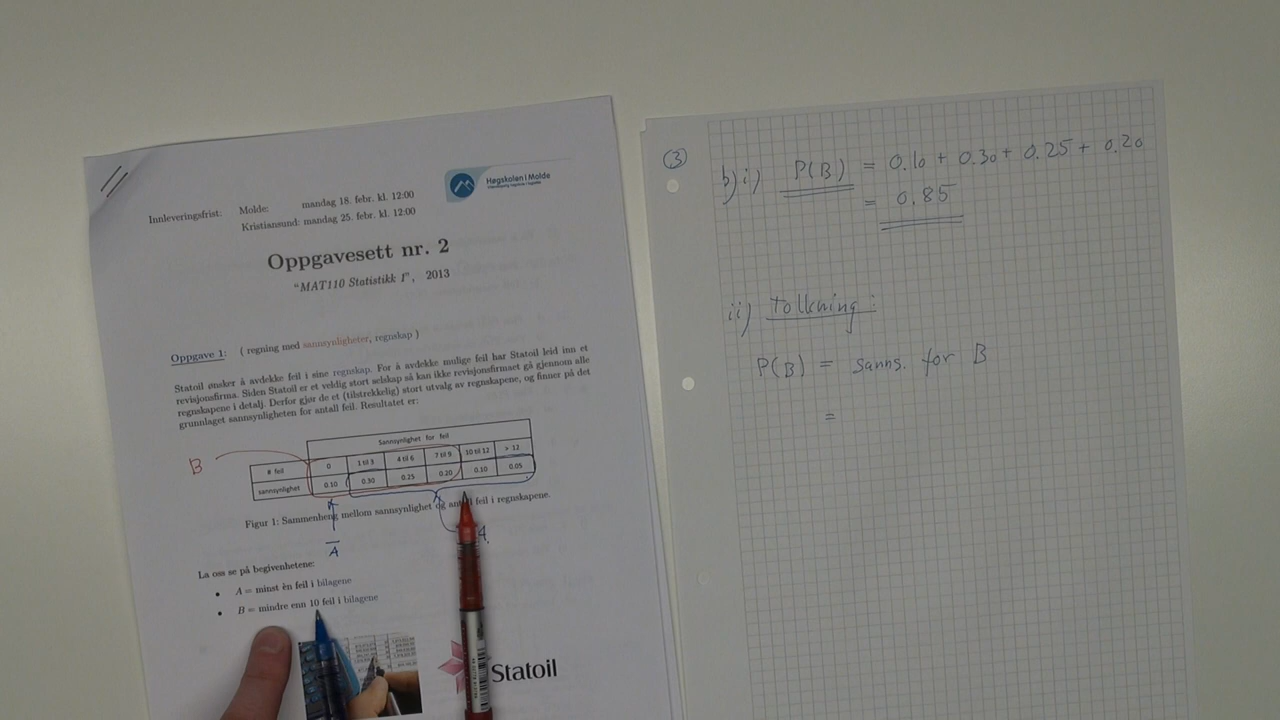 Innleveringsfrist: Molde: mandag 18. febr. kl. 12:00
Kristiansund: mandag 25. febr. kl. 12:00
Høgskolen i Molde
Oppgavesett nr. 2
"MAT110 Statistikk 1", 2013
Oppgave 1: ( regning med sannsynligheter, regnskap )
Statoil ønsker å avdekke feil i sine regnskap. For å avdekke mulige feil har Statoil leid inn et
revisjonsfirma. Siden Statoil er et veldig stort selskap så kan ikke revisjonsfirmaet gå gjennom alle
regnskapene i detalj. Derfor gjør de et (tilstrekkelig) stort utvalg av regnskapene, og finner på det
grunnlaget sannsynligheten for antall feil. Resultatet er:
Sannsynlighet for feil
B
# feil 0 1 til 3 4 til 6 7 til 9 10 til 12 > 12
sannsynlighet 0.10 0.30 0.25 0.20 0.10 0.05
Figur 1: Sammenheng mellom sannsynlighet og antall feil i regnskapene.
A̅
A
La oss se på begivenhetene:
• A = minst èn feil i bilagene
• B = mindre enn 10 feil i bilagene
Statoil
③
b) i) P(B) = 0.10 + 0.30 + 0.25 + 0.20
= 0.85
ii) tolkning:
P(B) = sanns. for B
=